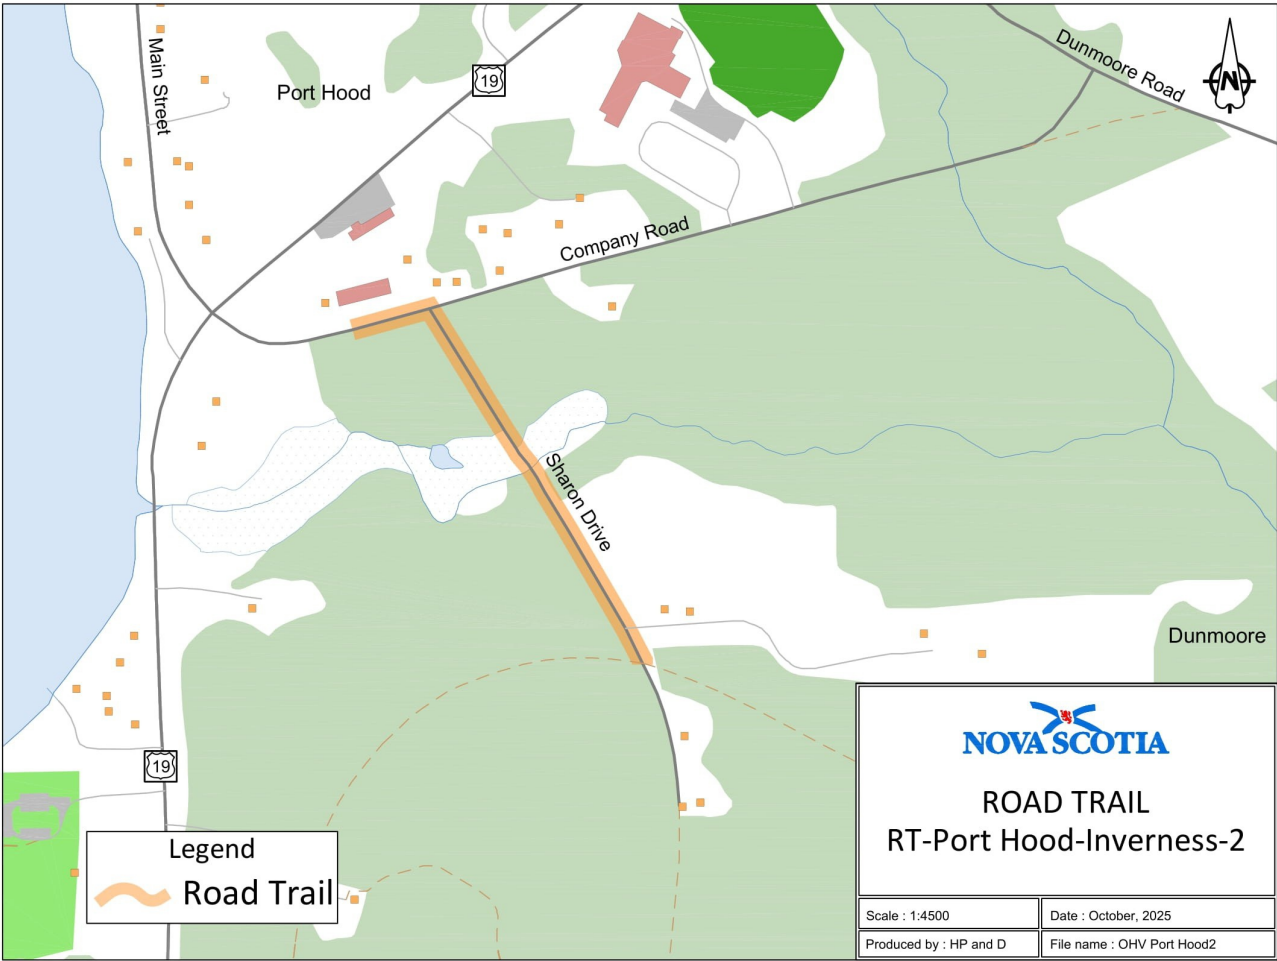 Main Street
Port Hood
19
Dunmoore Road
N
Company Road
Sharon Drive
Dunmoore
19
Legend
Road Trail
NOVA SCOTIA
ROAD TRAIL
RT-Port Hood-Inverness-2
Scale : 1:4500
Date : October, 2025
Produced by : HP and D
File name : OHV Port Hood2